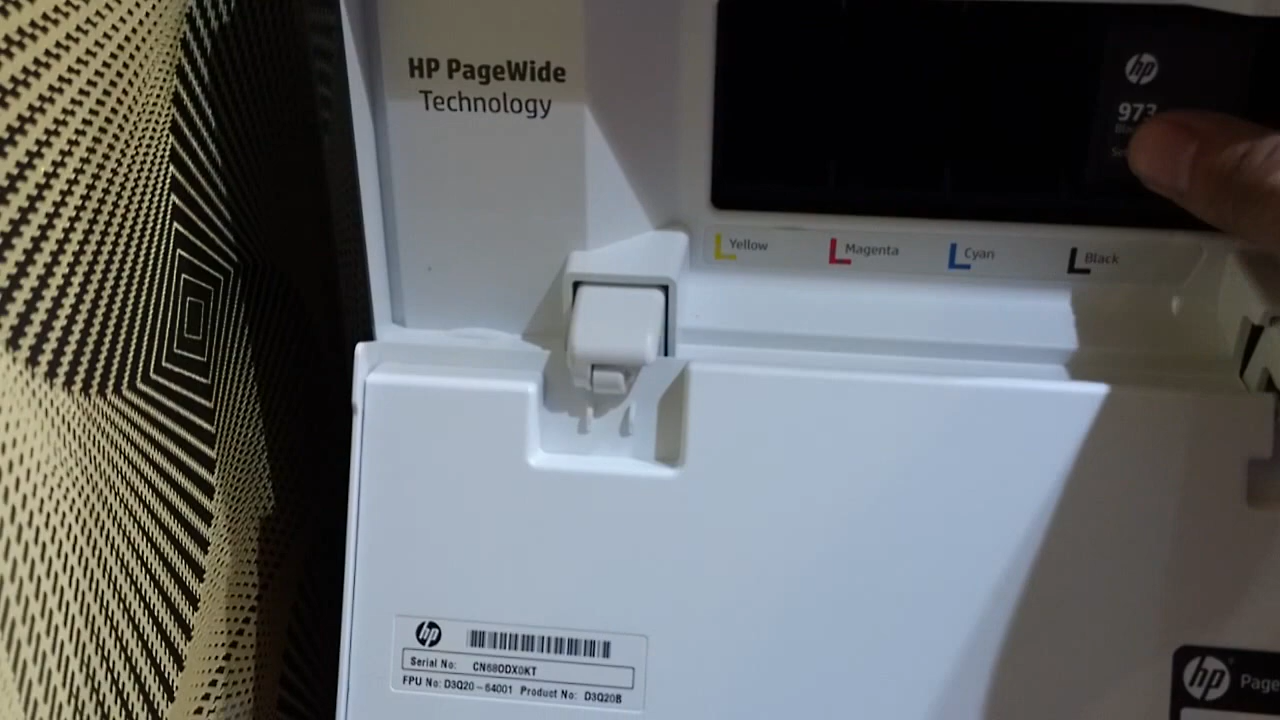 HP PageWide
Technology
hp
973
Yellow
Magenta
Cyan
Black
hp
Serial No: CN68ODX0KT
FPU No: D3Q20-64001 Product No: D3Q20B
hp
Page